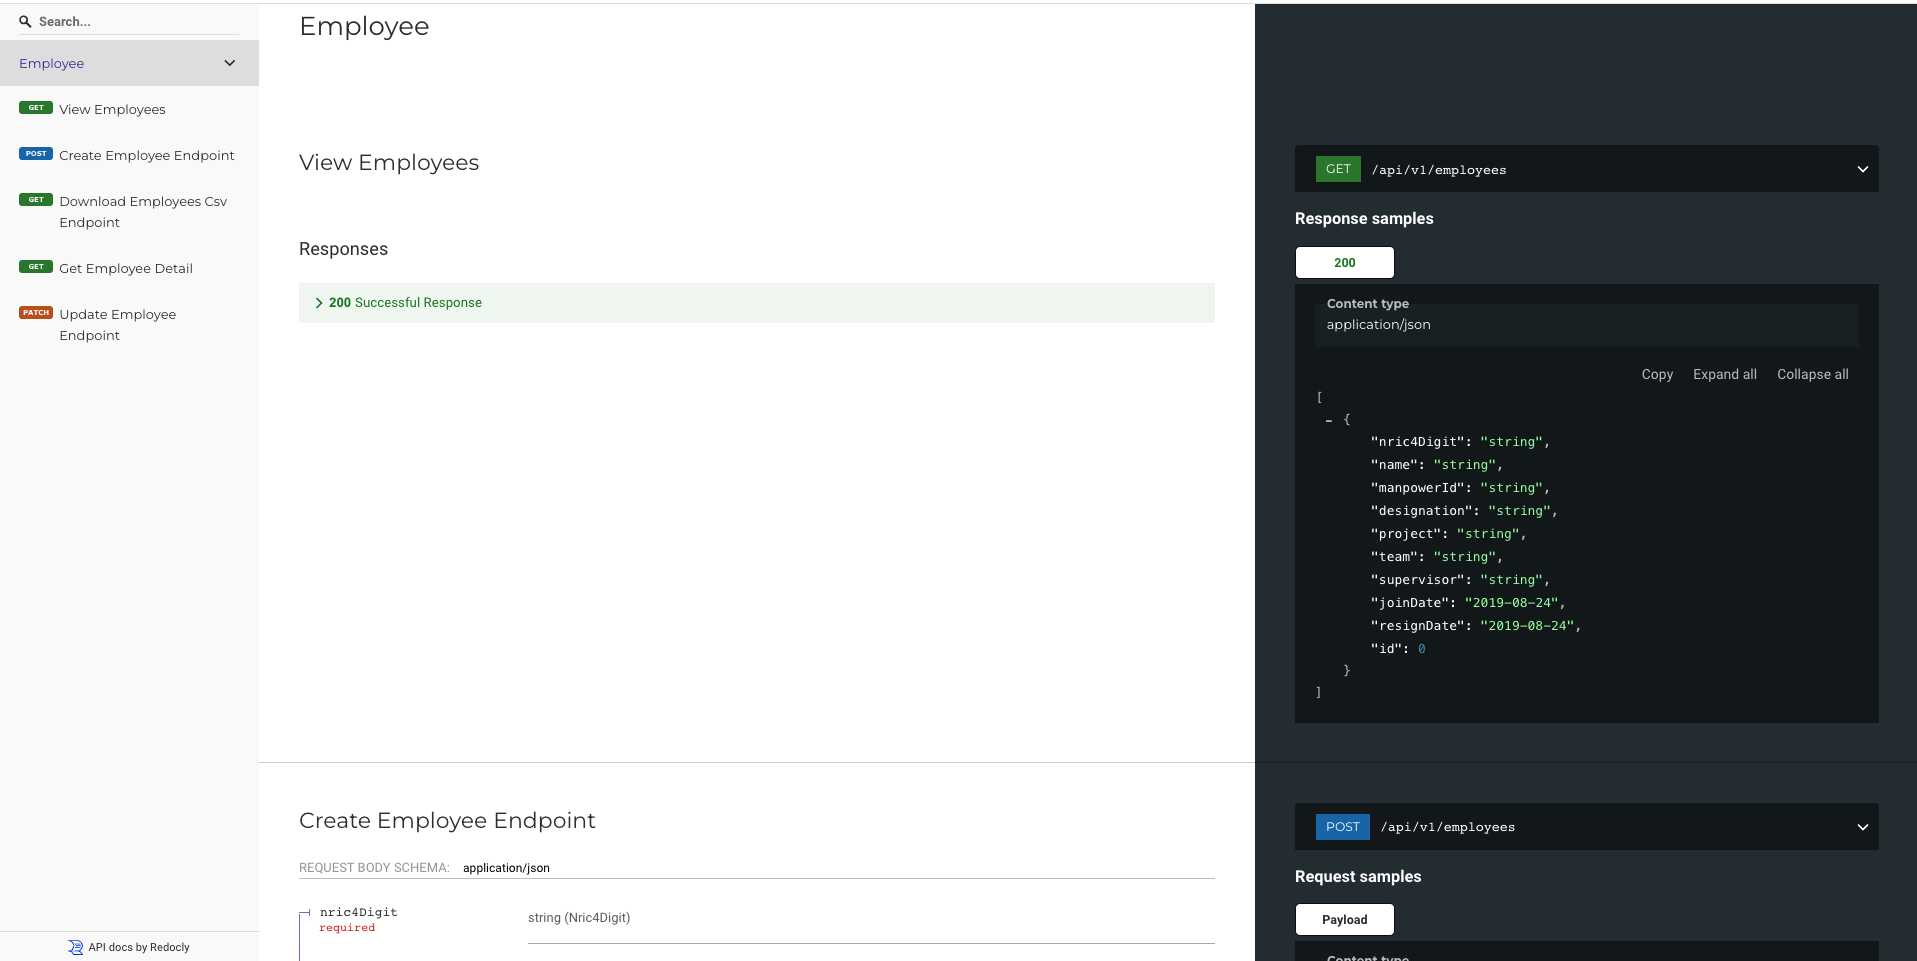 Search...
Employee
GET View Employees
POST Create Employee Endpoint
GET Download Employees Csv
Endpoint
GET Get Employee Detail
PATCH Update Employee
Endpoint
API docs by Redocly
Employee
View Employees
Responses
200 Successful Response
GET /api/v1/employees
Response samples
200
Content type
application/json
Copy Expand all Collapse all
[
– {
"nric4Digit": "string",
"name": "string",
"manpowerId": "string",
"designation": "string",
"project": "string",
"team": "string",
"supervisor": "string",
"joinDate": "2019-08-24",
"resignDate": "2019-08-24",
"id": 0
}
]
Create Employee Endpoint
REQUEST BODY SCHEMA: application/json
nric4Digit string (Nric4Digit)
required
POST /api/v1/employees
Request samples
Payload
Content type